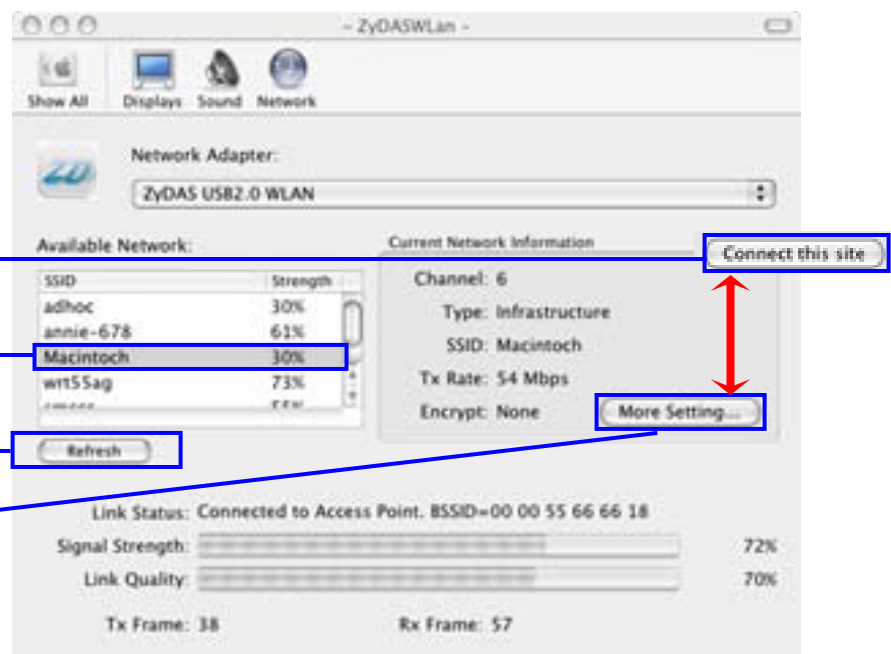 - ZyDASWLan -
Show All Displays Sound Network
ZD
Network Adapter:
ZyDAS USB2.0 WLAN
Available Network:
SSID Strength
adhoc 30%
annie-678 61%
Macintoch 30%
wrt55ag 73%
Refresh
Current Network Information
Connect this site
Channel: 6
Type: Infrastructure
SSID: Macintoch
Tx Rate: 54 Mbps
Encrypt: None
More Setting...
Link Status: Connected to Access Point. BSSID=00 00 55 66 66 18
Signal Strength: 72%
Link Quality: 70%
Tx Frame: 38 Rx Frame: 57